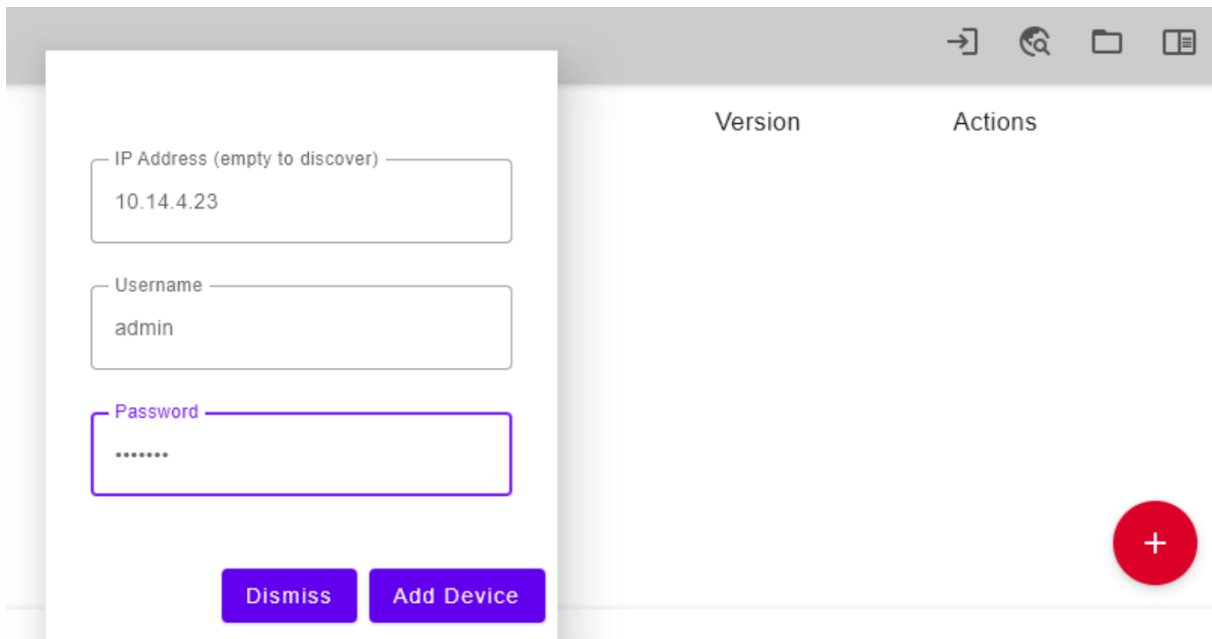 Version Actions
IP Address (empty to discover)
10.14.4.23
Username
admin
Password
•••••••
Dismiss Add Device